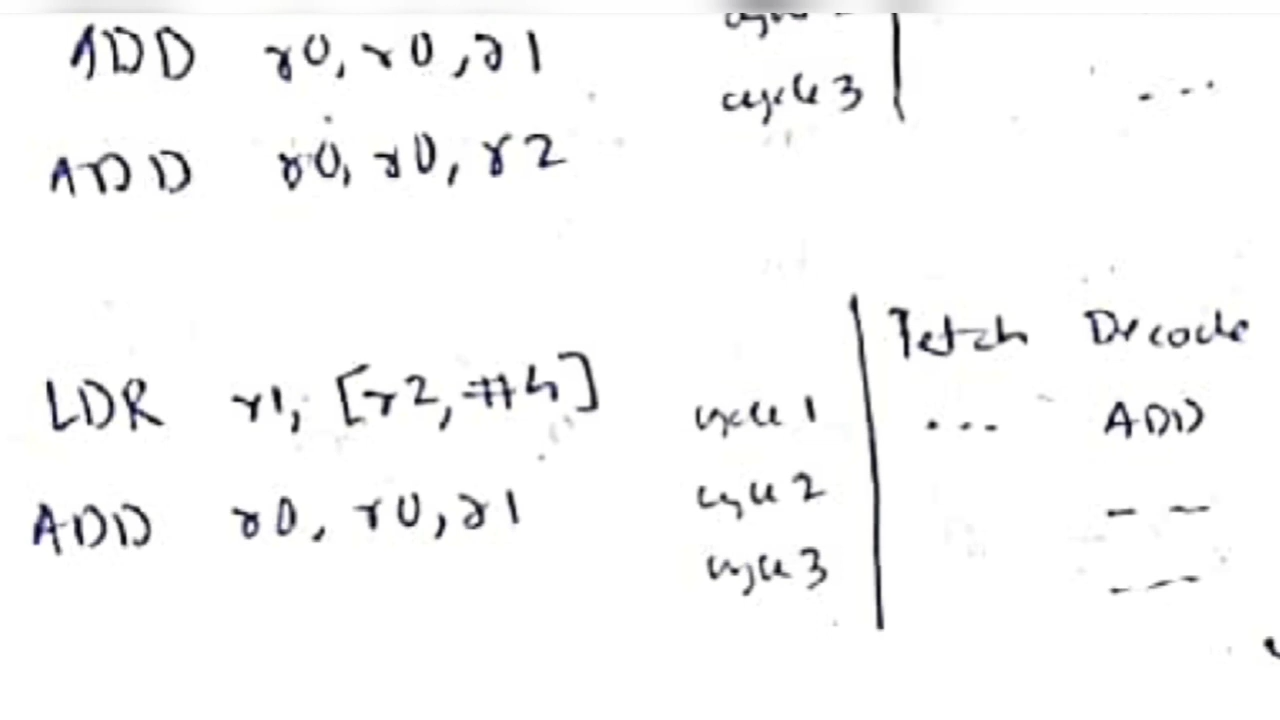 ADD r0, r0, r1
cycle 3 ...
ADD r0, r0, r2
Fetch Decode
LDR r1, [r2, #4]
cycle 1 ... ADD
ADD r0, r0, r1
cycle 2 - -
cycle 3 - - -